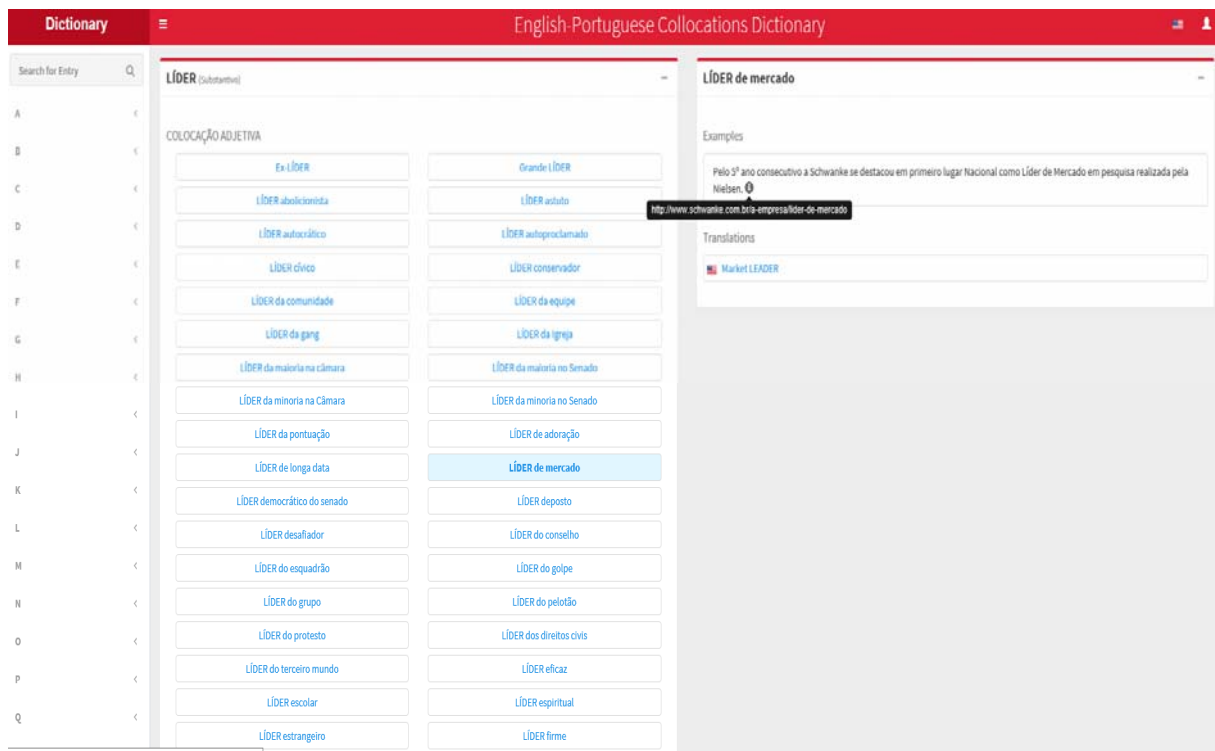 Dictionary
English-Portuguese Collocations Dictionary
Search for Entry
A
B
C
D
E
F
G
H
I
J
K
L
M
N
O
P
Q
LÍDER (Substantivo)
COLOCAÇÃO ADJETIVA
Ex-LÍDER
Grande LÍDER
LÍDER abolicionista
LÍDER astuto
LÍDER autocrático
LÍDER autoproclamado
LÍDER cívico
LÍDER conservador
LÍDER da comunidade
LÍDER da equipe
LÍDER da gang
LÍDER da Igreja
LÍDER da maioria na câmara
LÍDER da maioria no Senado
LÍDER da minoria na Câmara
LÍDER da minoria no Senado
LÍDER da pontuação
LÍDER de adoração
LÍDER de longa data
LÍDER de mercado
LÍDER democrático do senado
LÍDER deposto
LÍDER desafiador
LÍDER do conselho
LÍDER do esquadrão
LÍDER do golpe
LÍDER do grupo
LÍDER do pelotão
LÍDER do protesto
LÍDER dos direitos civis
LÍDER do terceiro mundo
LÍDER eficaz
LÍDER escolar
LÍDER espiritual
LÍDER estrangeiro
LÍDER firme
LÍDER de mercado
Examples
Pelo 5º ano consecutivo a Schwanke se destacou em primeiro lugar Nacional como Líder de Mercado em pesquisa realizada pela
Nielsen.
http://www.schwanke.com.br/a-empresa/lider-de-mercado
Translations
Market LEADER